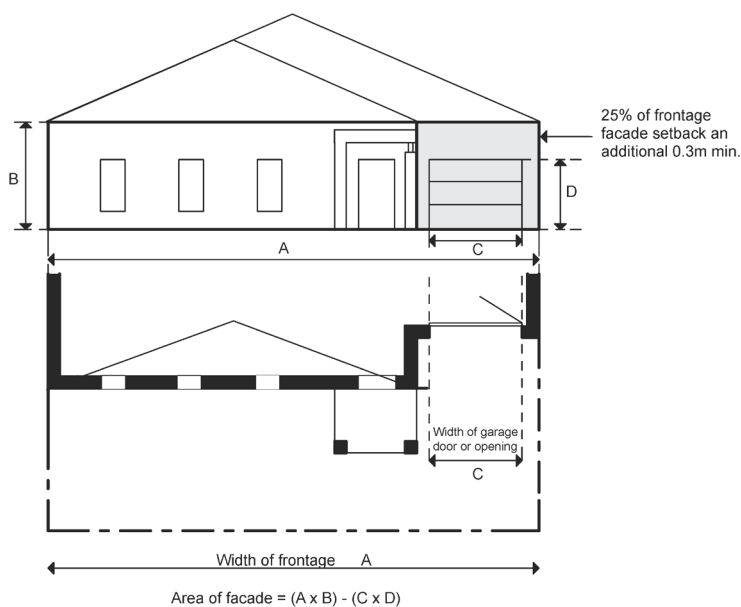 25% of frontage
facade setback an
additional 0.3m min.
B
D
A
C
Width of garage
door or opening
C
Width of frontage A
Area of facade = (A x B) - (C x D)